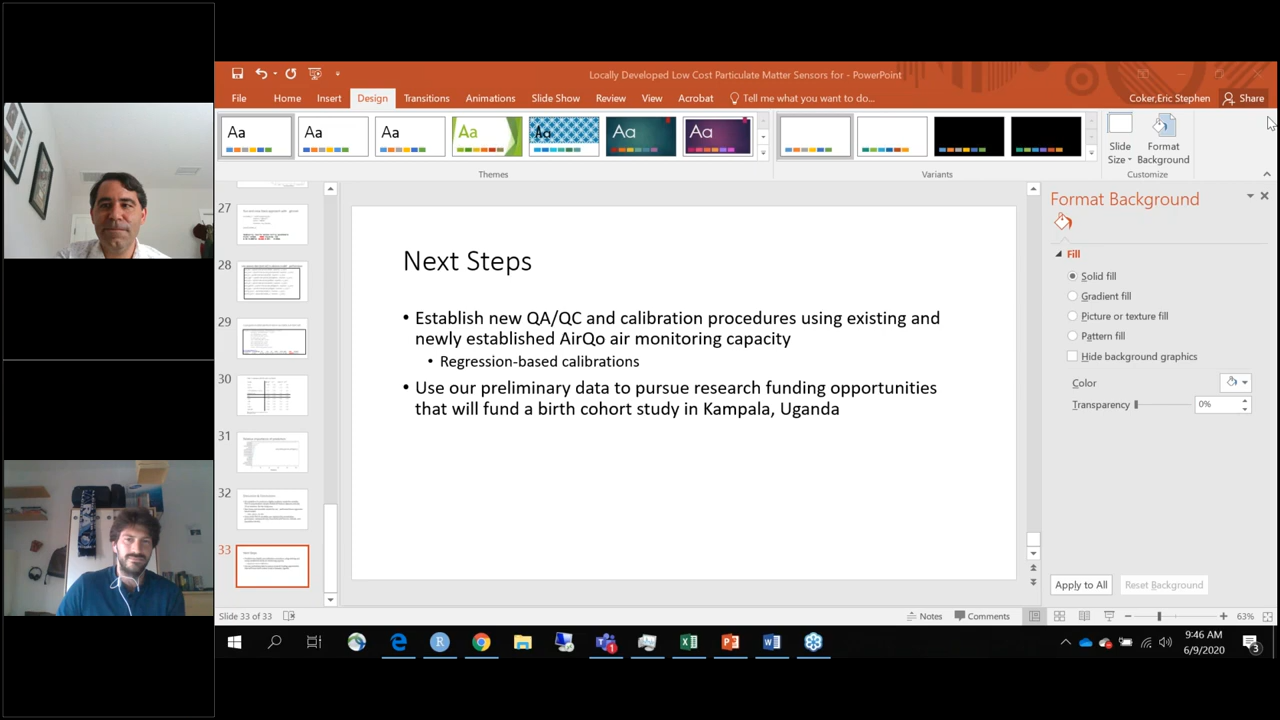 Locally Developed Low Cost Particulate Matter Sensors for - PowerPoint
File Home Insert Design Transitions Animations Slide Show Review View Acrobat Tell me what you want to do... Coker,Eric Stephen Share
Aa Aa Aa Aa Aa Aa Aa
Slide Size Format Background
Themes Variants Customize
27
28
29
30
31
32
33
Next Steps
• Establish new QA/QC and calibration procedures using existing and
newly established AirQo air monitoring capacity
• Regression-based calibrations
• Use our preliminary data to pursue research funding opportunities
that will fund a birth cohort study in Kampala, Uganda
Format Background
Fill
Solid fill
Gradient fill
Picture or texture fill
Pattern fill
Hide background graphics
Color
Transparency 0%
Apply to All Reset Background
Slide 33 of 33 Notes Comments 63%
9:46 AM
6/9/2020